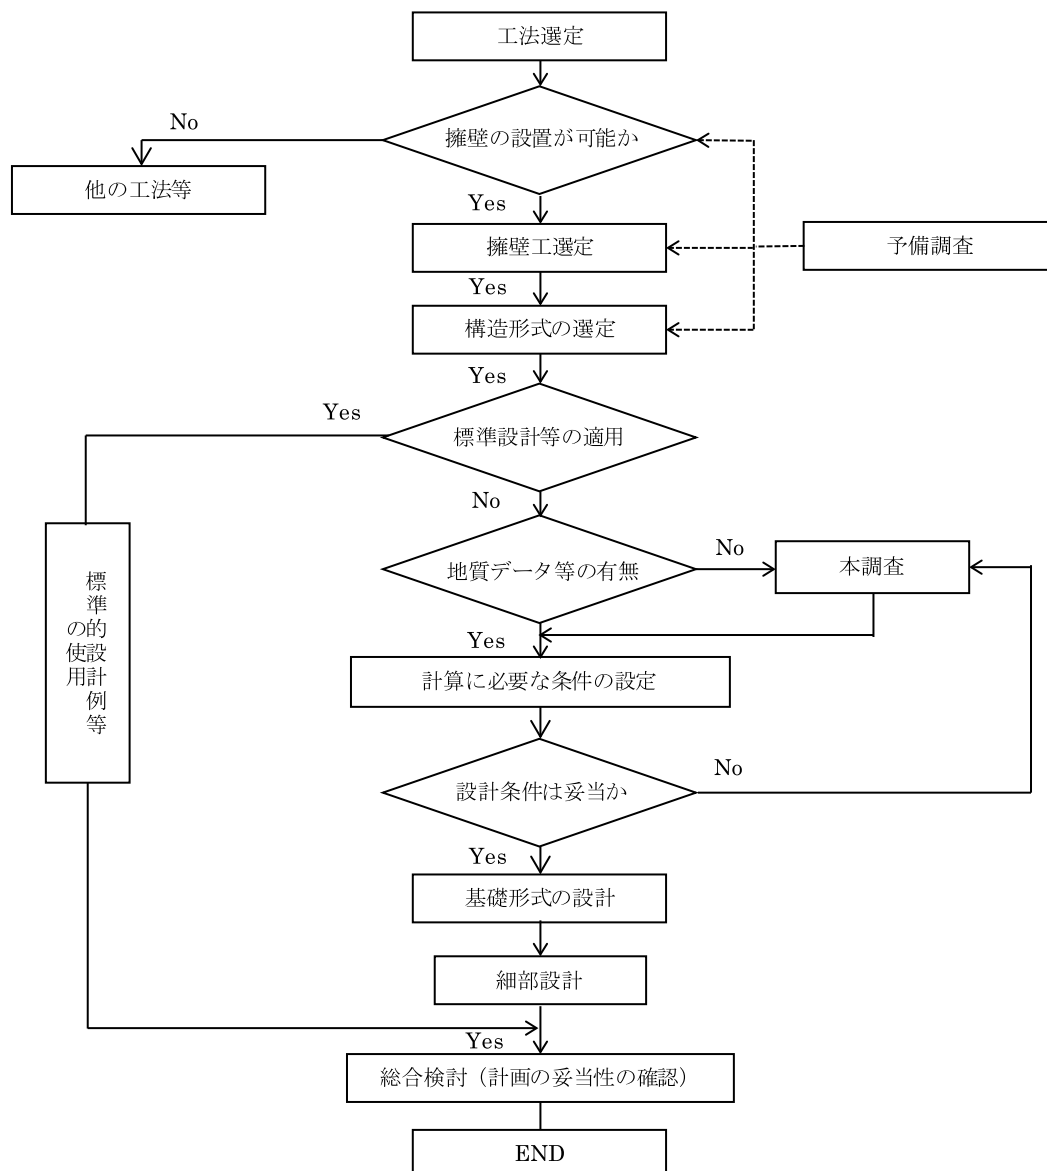 工法選定
No
擁壁の設置が可能か
他の工法等
Yes
擁壁工選定
予備調査
Yes
構造形式の選定
Yes
Yes
標準設計等の適用
No
地質データ等の有無
No
本調査
標準的設計例等
の使用
Yes
計算に必要な条件の設定
設計条件は妥当か
No
Yes
基礎形式の設計
細部設計
Yes
総合検討（計画の妥当性の確認）
END